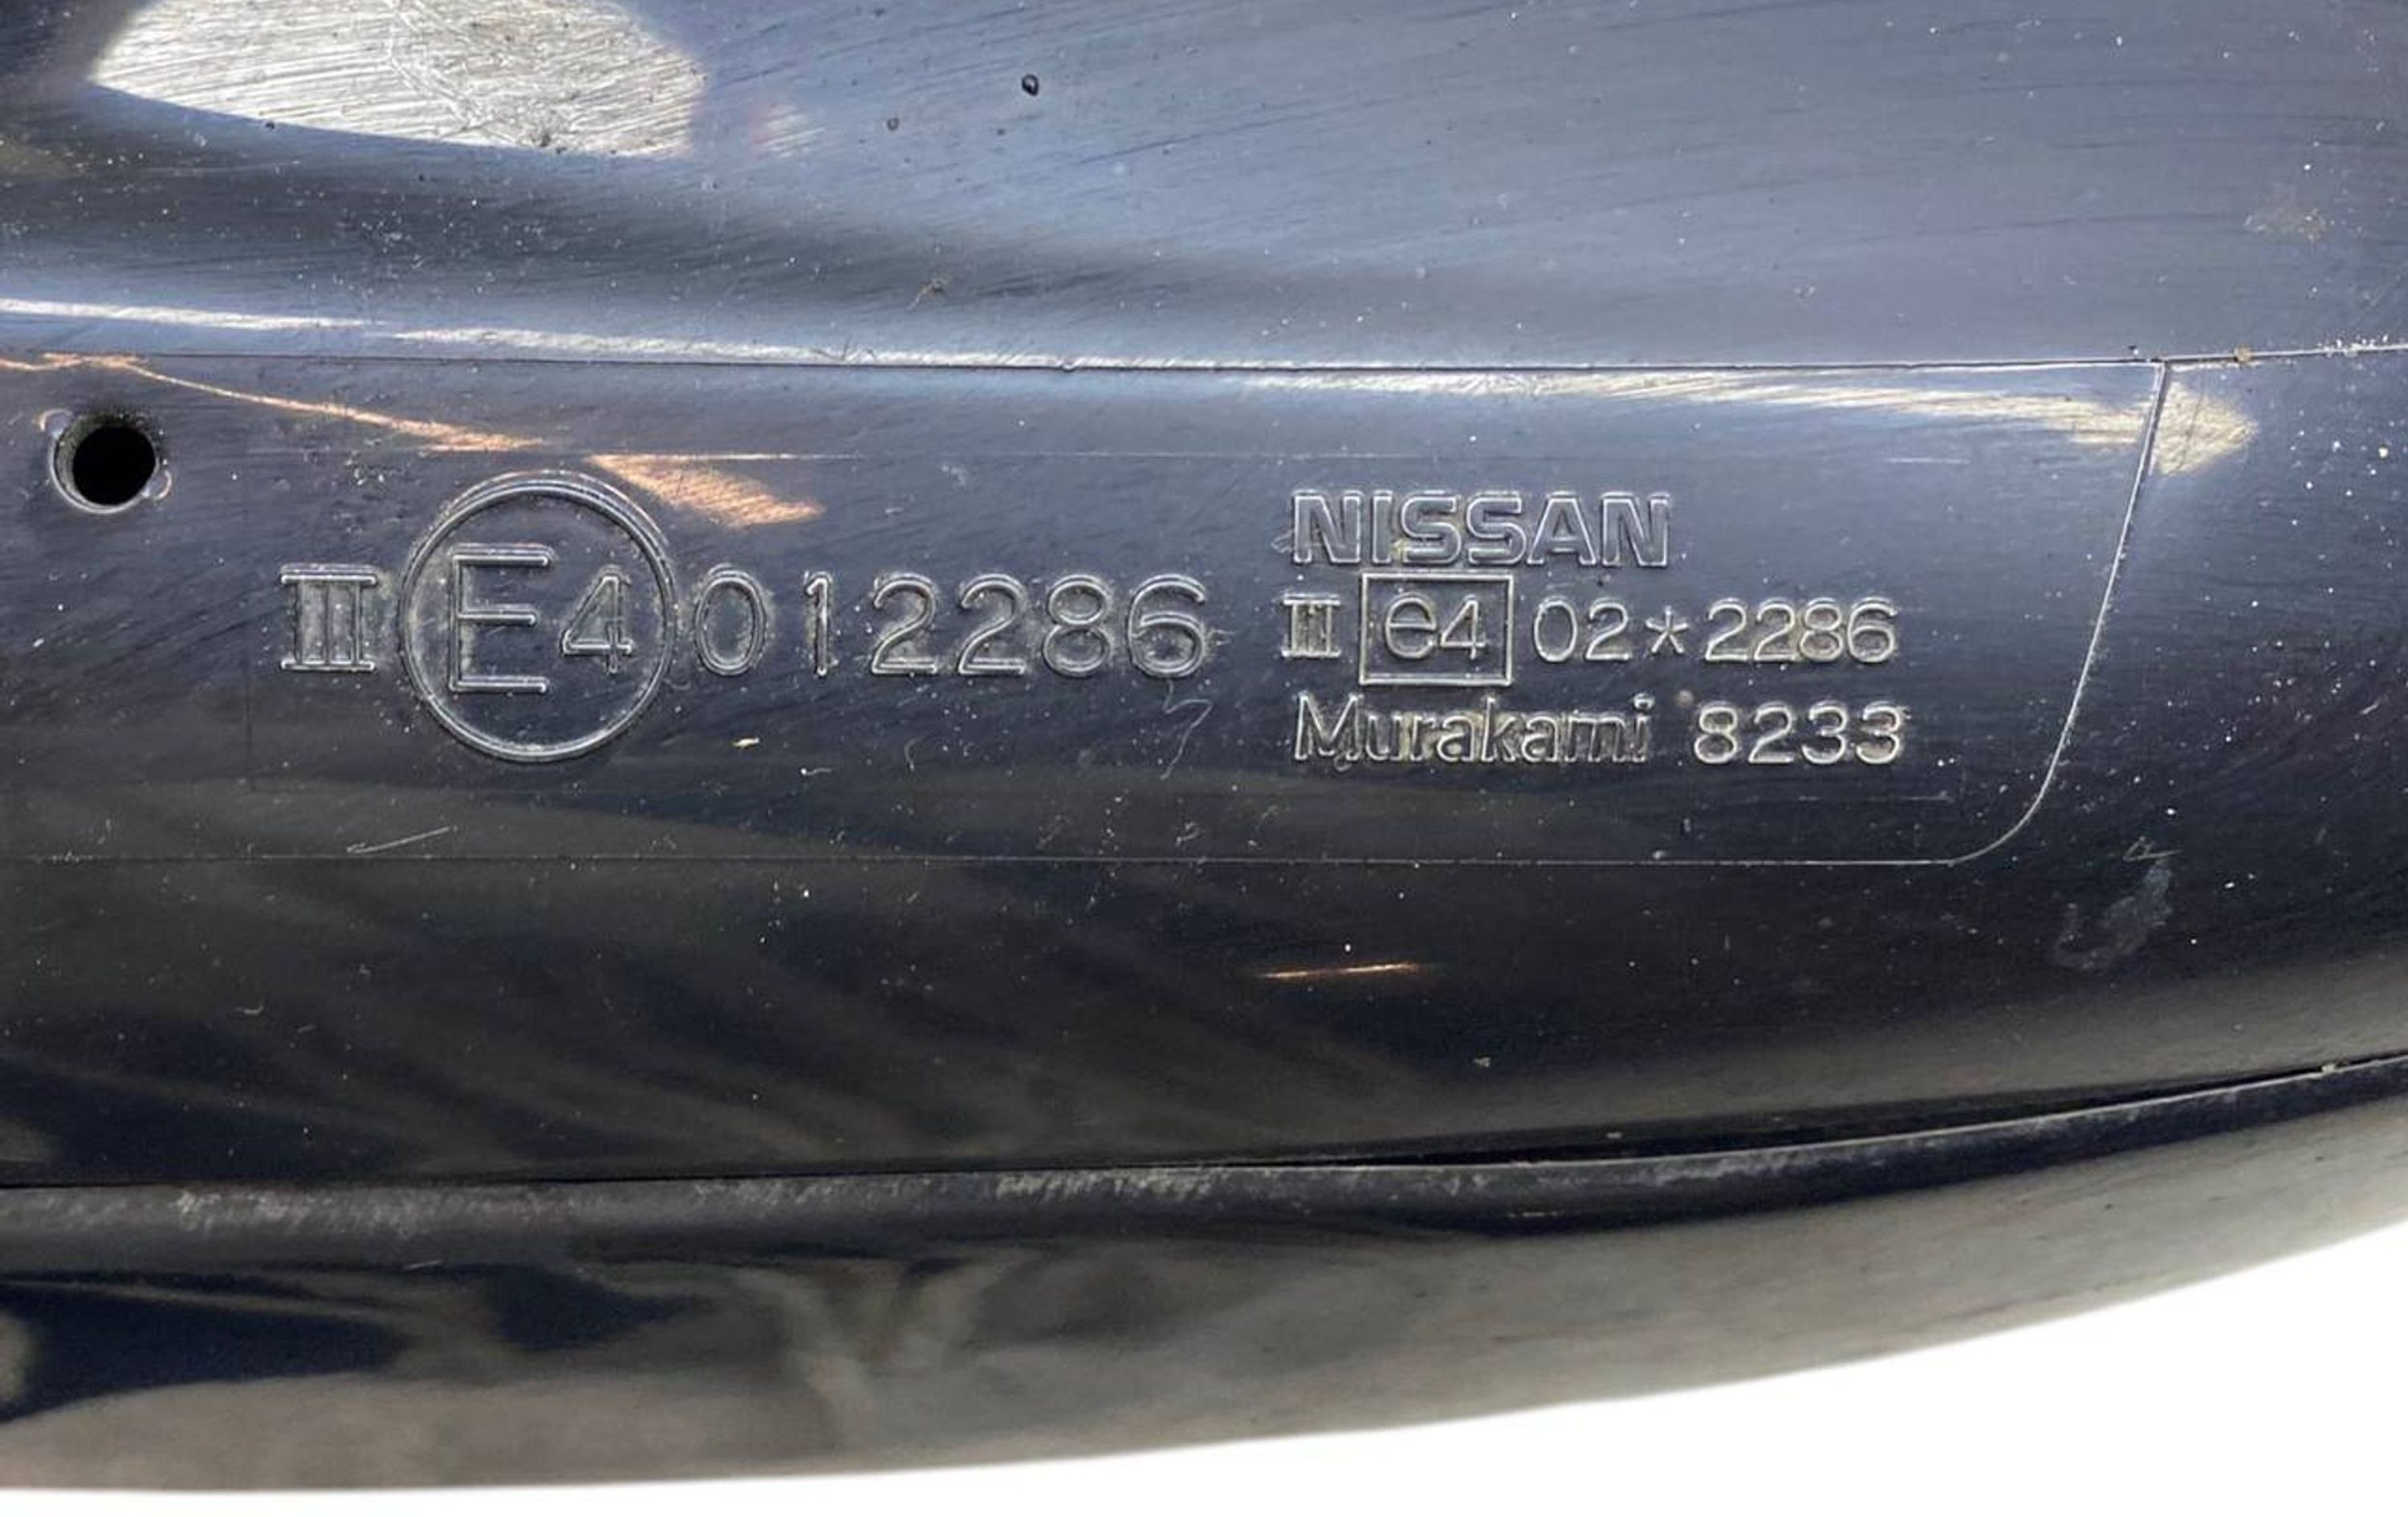 III E4 012286
NISSAN
III e4 02*2286
Murakami 8233